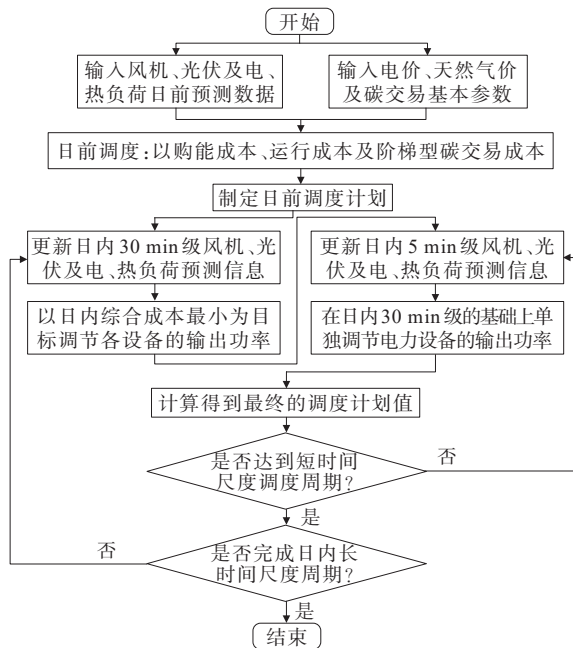 开始
输入风机、光伏及电、
热负荷日前预测数据
输入电价、天然气价
及碳交易基本参数
日前调度:以购能成本、运行成本及阶梯型碳交易成本
制定日前调度计划
更新日内30 min级风机、光
伏及电、热负荷预测信息
更新日内5 min级风机、光
伏及电、热负荷预测信息
以日内综合成本最小为目
标调节各设备的输出功率
在日内30 min级的基础上单
独调节电力设备的输出功率
计算得到最终的调度计划值
是否达到短时间
尺度调度周期?
否
是
是否完成日内长
时间尺度周期?
否
是
结束